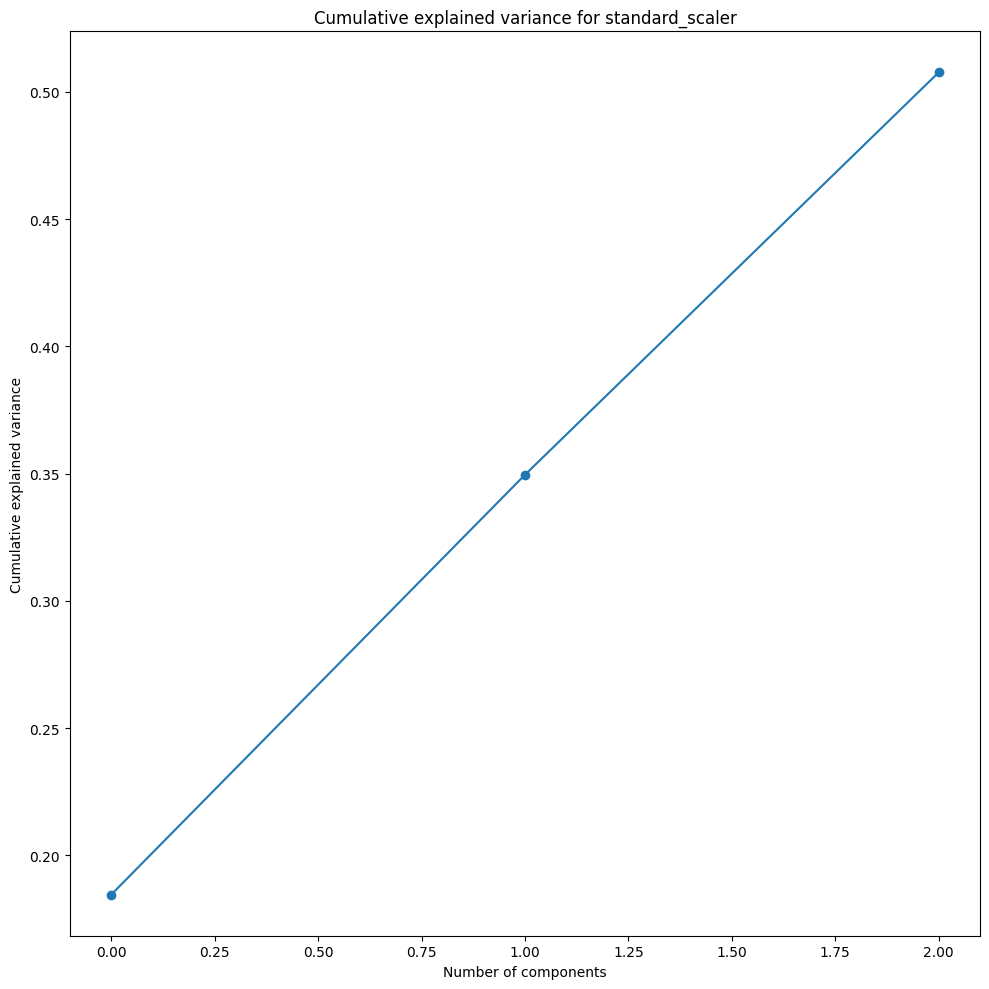 Cumulative explained variance for standard_scaler
Cumulative explained variance
0.50
0.45
0.40
0.35
0.30
0.25
0.20
0.00 0.25 0.50 0.75 1.00 1.25 1.50 1.75 2.00
Number of components